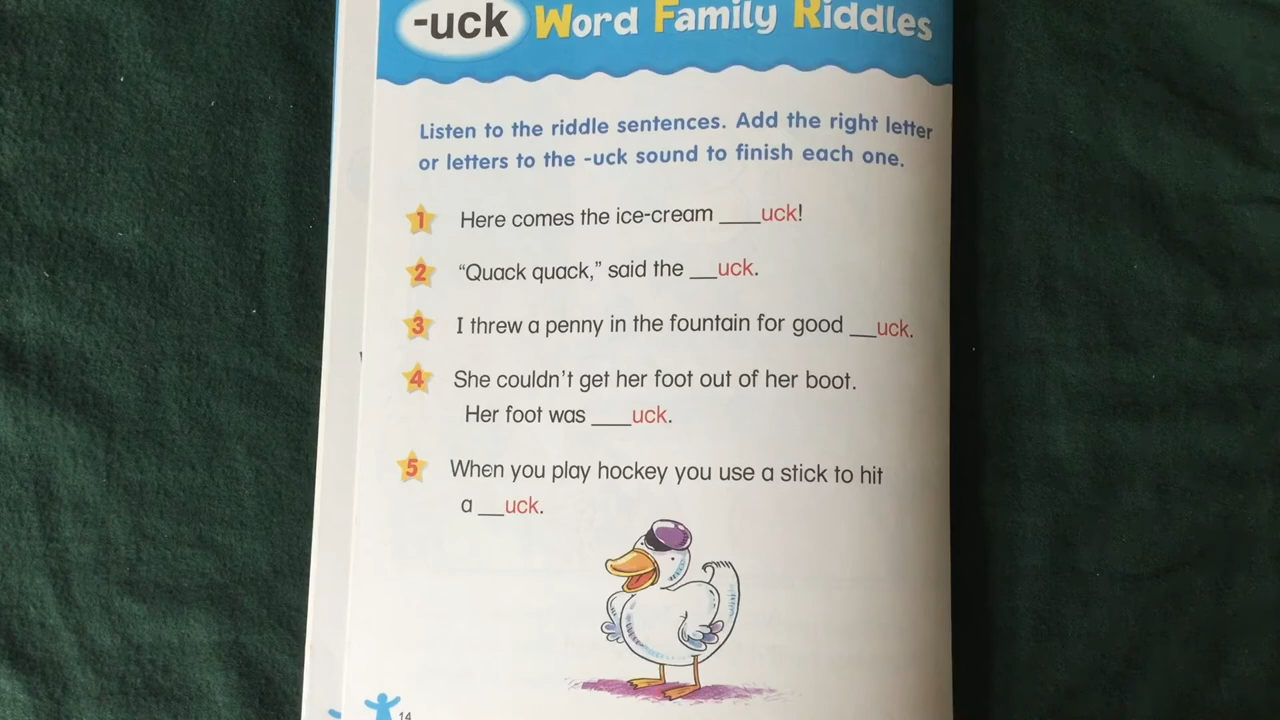 -uck Word Family Riddles
Listen to the riddle sentences. Add the right letter
or letters to the -uck sound to finish each one.
1 Here comes the ice-cream ____uck!
2 “Quack quack,” said the __uck.
3 I threw a penny in the fountain for good __uck.
4 She couldn’t get her foot out of her boot.
Her foot was ____uck.
5 When you play hockey you use a stick to hit
a __uck.
14